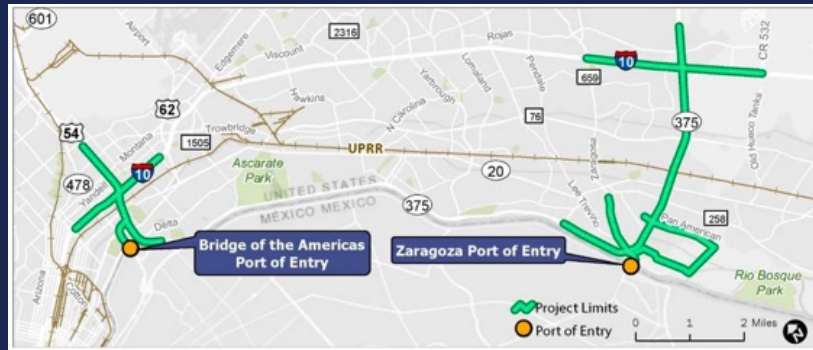 601
Airport
Edgemere
Viscount
2316
Rojas
10
659
CR 532
54
62
Montana
1505
Trowbridge
Hawkins
N Carolina
Yarbrough
Lomaland
Pendale
76
Zaragosa
375
Old Hueco Tanks
UPRR
20
478
Yandell
10
Ascarate
Park
UNITED STATES
MÉXICO MEXICO
375
Lee Trevino
Pan American
258
Delta
Bridge of the Americas
Port of Entry
Zaragoza Port of Entry
Rio Bosque
Park
Arizona
Cotton
Project Limits
Port of Entry
0 1 2 Miles